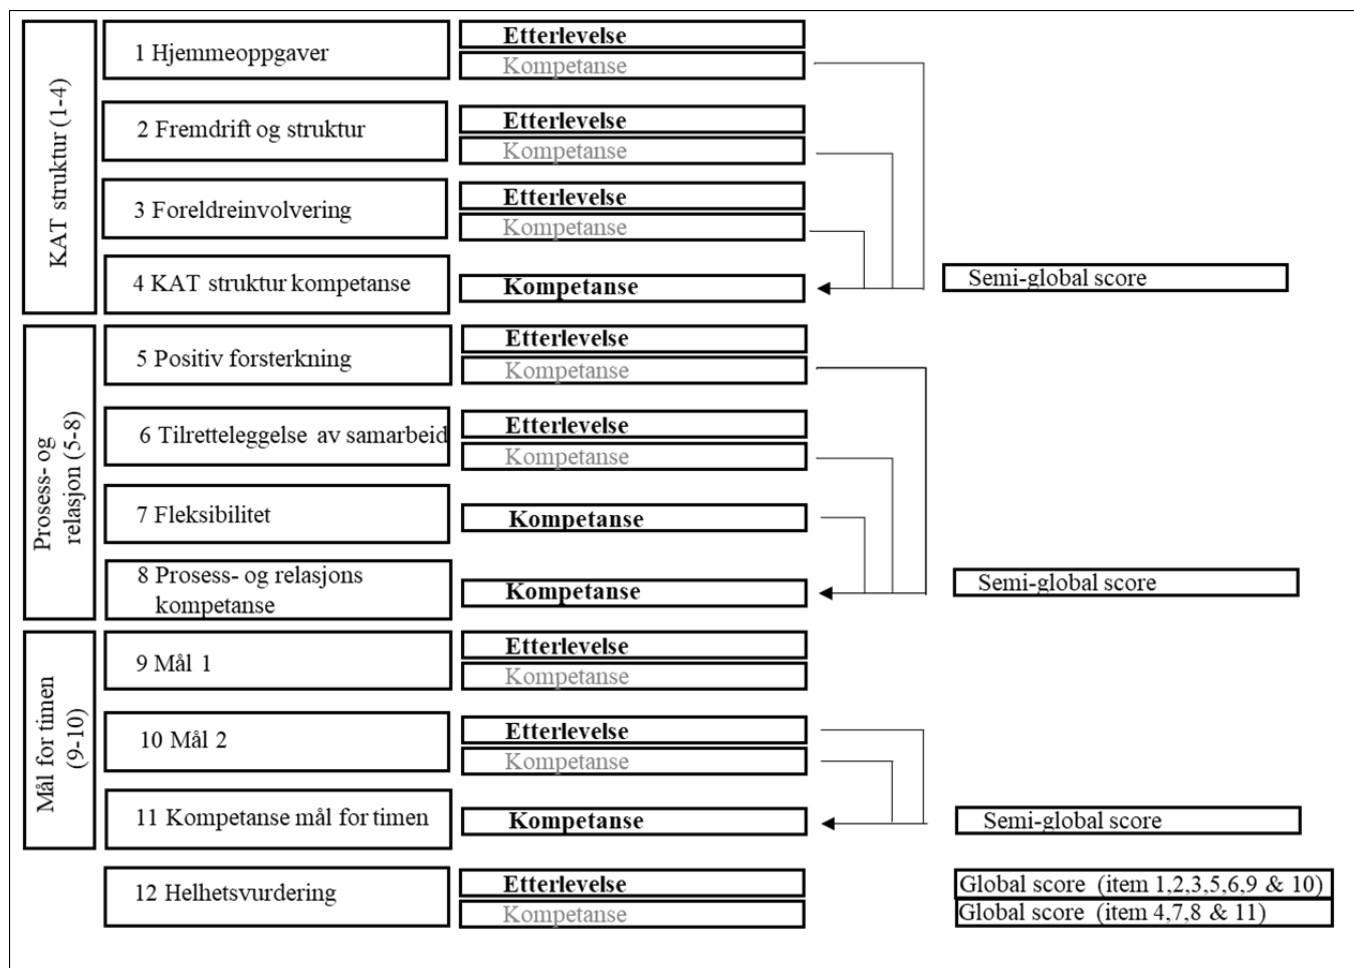 KAT struktur (1-4)
1 Hjemmeoppgaver
Etterlevelse
Kompetanse
2 Fremdrift og struktur
Etterlevelse
Kompetanse
3 Foreldreinvolvering
Etterlevelse
Kompetanse
4 KAT struktur kompetanse
Kompetanse
Semi-global score
Prosess- og
relasjon (5-8)
5 Positiv forsterkning
Etterlevelse
Kompetanse
6 Tilretteleggelse av samarbeid
Etterlevelse
Kompetanse
7 Fleksibilitet
Kompetanse
8 Prosess- og relasjons
kompetanse
Kompetanse
Semi-global score
Mål for timen
(9-10)
9 Mål 1
Etterlevelse
Kompetanse
10 Mål 2
Etterlevelse
Kompetanse
11 Kompetanse mål for timen
Kompetanse
Semi-global score
12 Helhetsvurdering
Etterlevelse
Kompetanse
Global score (item 1,2,3,5,6,9 & 10)
Global score (item 4,7,8 & 11)